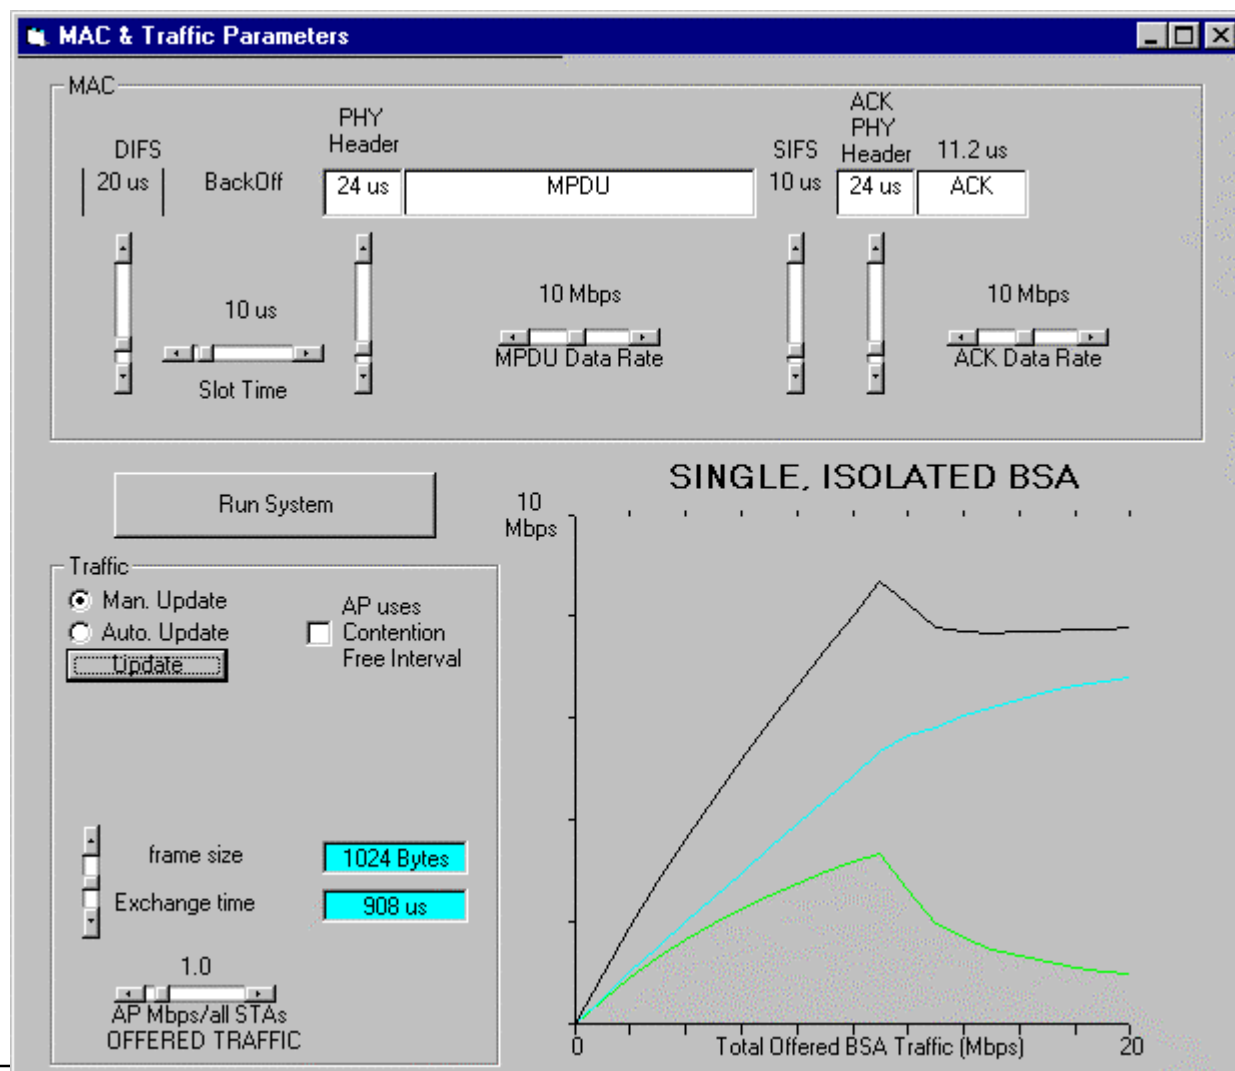 MAC & Traffic Parameters
MAC
DIFS
20 us
BackOff
PHY
Header
24 us
MPDU
SIFS
10 us
ACK
PHY
Header
24 us
11.2 us
ACK
10 us
Slot Time
10 Mbps
MPDU Data Rate
10 Mbps
ACK Data Rate
Run System
Traffic
Man. Update
Auto. Update
Update
AP uses
Contention
Free Interval
frame size
1024 Bytes
Exchange time
908 us
1.0
AP Mbps/all STAs
OFFERED TRAFFIC
SINGLE, ISOLATED BSA
10
Mbps
0
Total Offered BSA Traffic (Mbps)
20